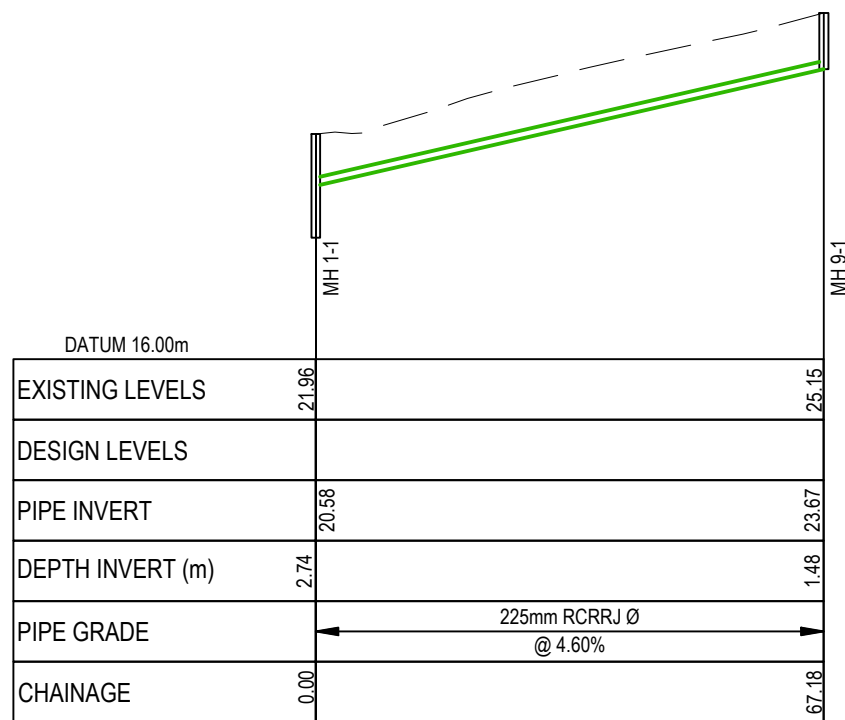 MH 1-1
MH 9-1
DATUM 16.00m
EXISTING LEVELS
21.96
25.15
DESIGN LEVELS
PIPE INVERT
20.58
23.67
DEPTH INVERT (m)
2.74
1.48
PIPE GRADE
225mm RCRRJ Ø
@ 4.60%
CHAINAGE
0.00
67.18